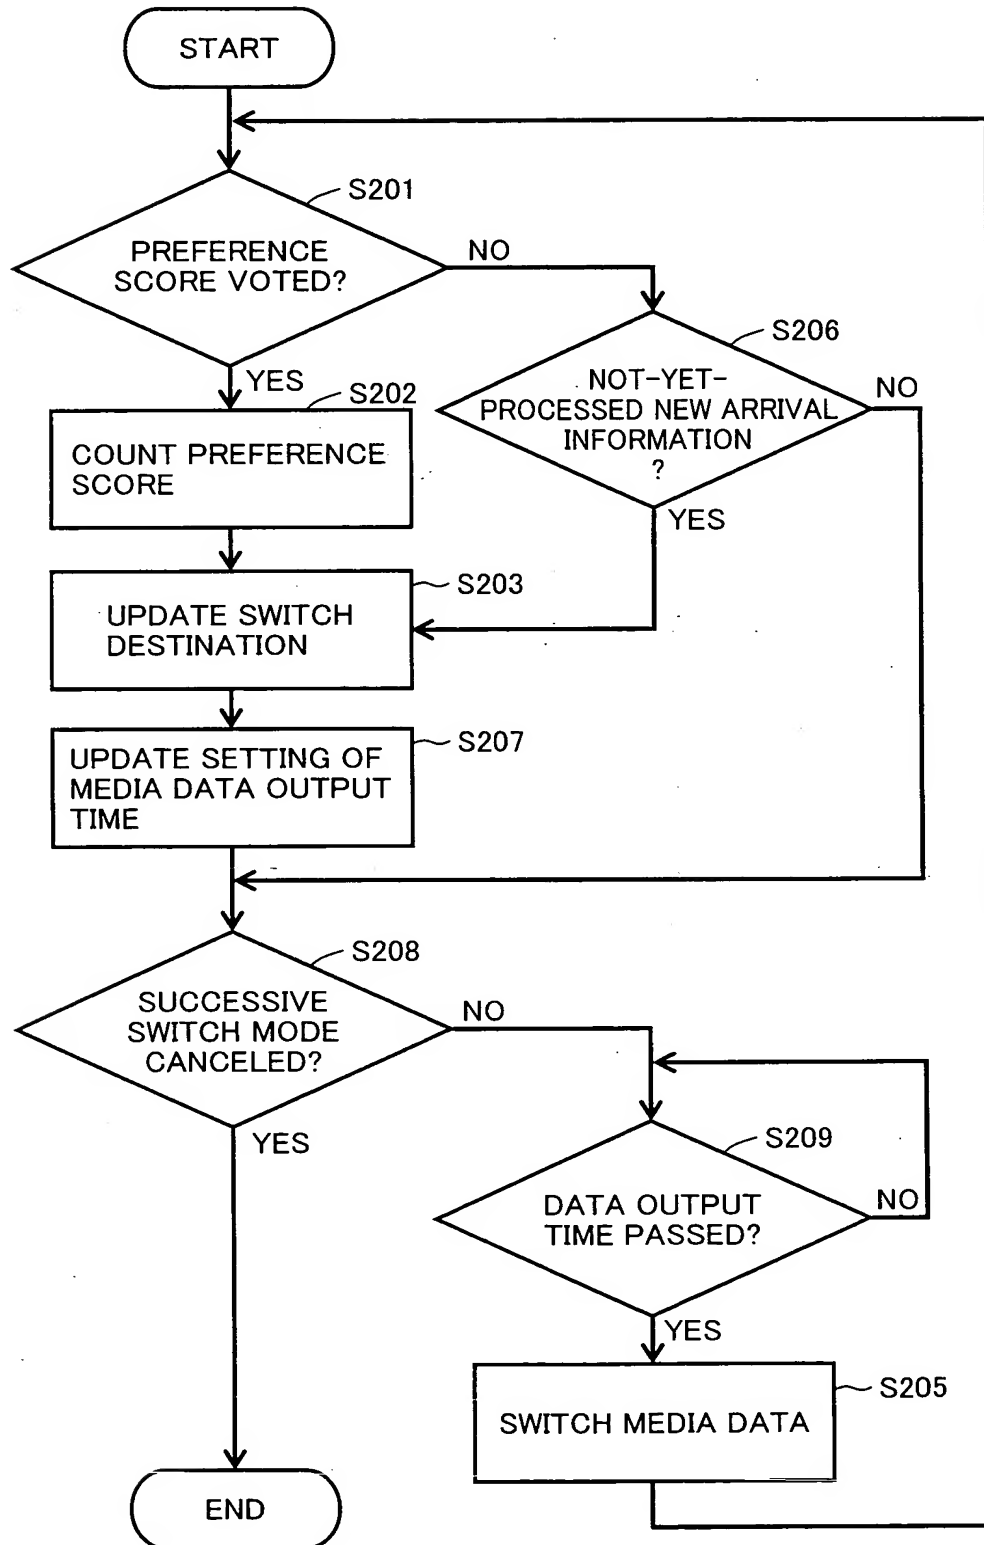 START
S201
PREFERENCE
SCORE VOTED?
NO
S206
NOT-YET-
PROCESSED NEW ARRIVAL
INFORMATION
?
NO
YES
YES
S202
COUNT PREFERENCE
SCORE
S203
UPDATE SWITCH
DESTINATION
S207
UPDATE SETTING OF
MEDIA DATA OUTPUT
TIME
S208
SUCCESSIVE
SWITCH MODE
CANCELED?
NO
YES
S209
DATA OUTPUT
TIME PASSED?
NO
YES
S205
SWITCH MEDIA DATA
END